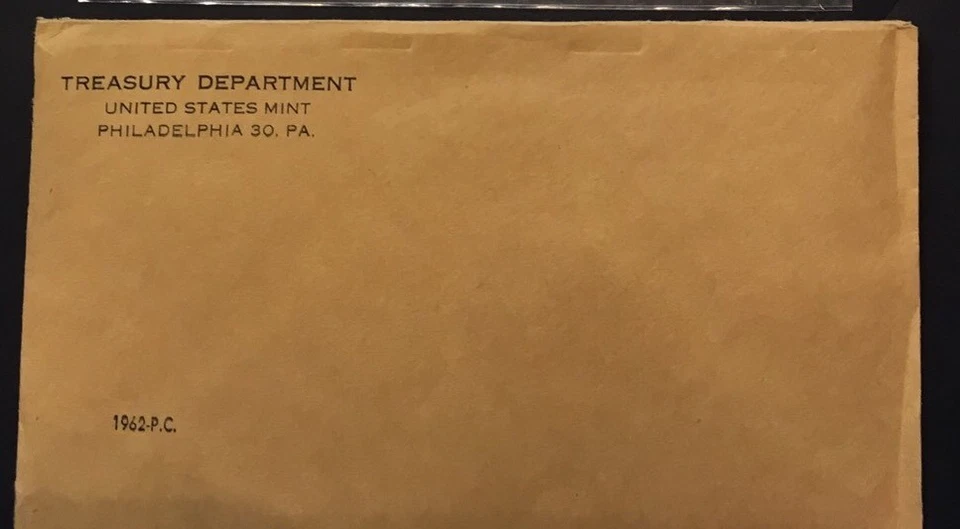 TREASURY DEPARTMENT
UNITED STATES MINT
PHILADELPHIA 30, PA.
1962-P.C.